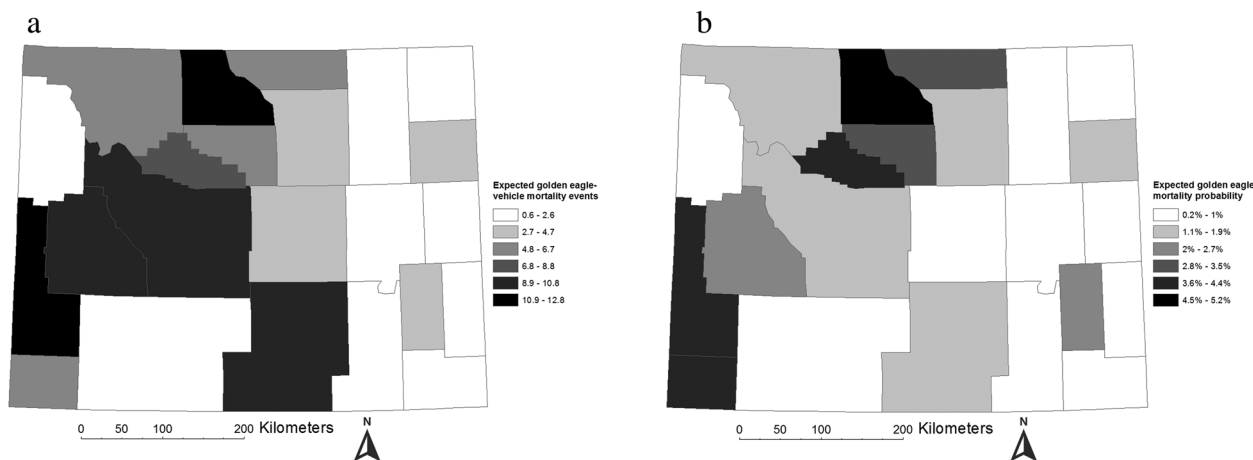 a
Expected golden eagle-
vehicle mortality events
0.6 - 2.6
2.7 - 4.7
4.8 - 6.7
6.8 - 8.8
8.9 - 10.8
10.9 - 12.8
0 50 100 200 Kilometers
N
b
Expected golden eagle
mortality probability
0.2% - 1%
1.1% - 1.9%
2% - 2.7%
2.8% - 3.5%
3.6% - 4.4%
4.5% - 5.2%
0 50 100 200 Kilometers
N